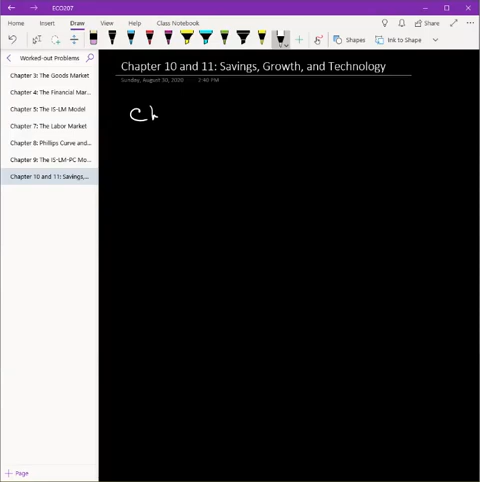 ECO207
Home Insert Draw View Help Class Notebook Share
Shapes Ink to Shape
Worked-out Problems
Chapter 3: The Goods Market
Chapter 4: The Financial Mar...
Chapter 5: The IS-LM Model
Chapter 7: The Labor Market
Chapter 8: Phillips Curve and...
Chapter 9: The IS-LM-PC Mo...
Chapter 10 and 11: Savings,...
Page
Chapter 10 and 11: Savings, Growth, and Technology
Sunday, August 30, 2020 2:40 PM
Ch